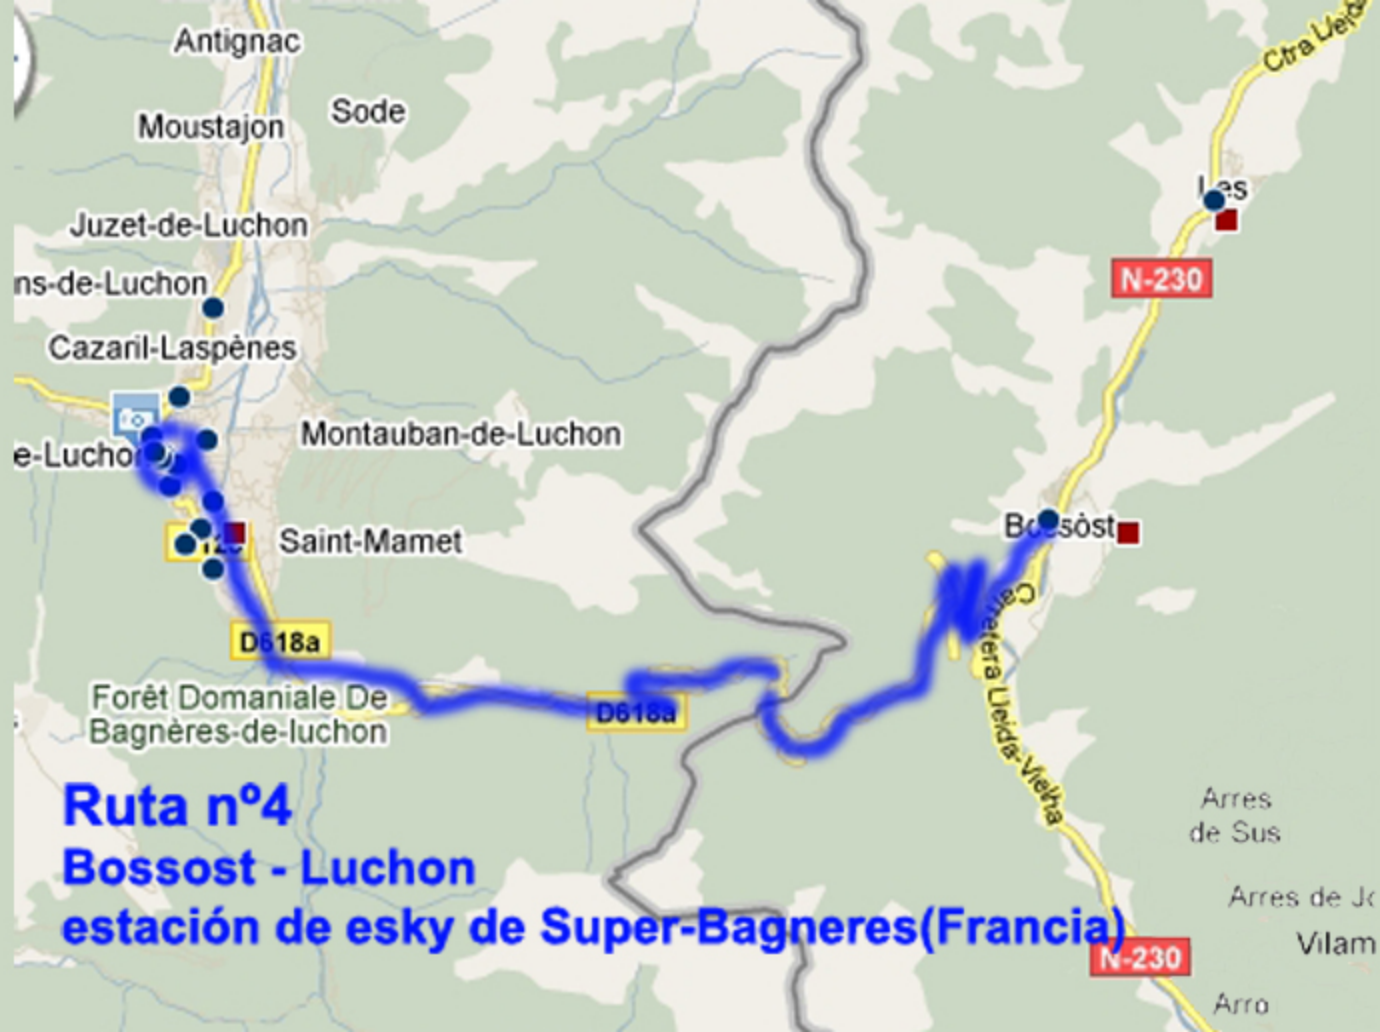 Antignac
Sode
Moustajon
Ctra Lleida
Les
Juzet-de-Luchon
N-230
ns-de-Luchon
Cazaril-Laspènes
Montauban-de-Luchon
e-Luchon
Bossòst
Saint-Mamet
Carretera Lleida-Vielha
D618a
D618a
Forêt Domaniale De
Bagnères-de-luchon
Ruta nº4
Arres
de Sus
Bossost - Luchon
Arres de Jo
estación de esky de Super-Bagneres(Francia)
Vilam
N-230
Arro